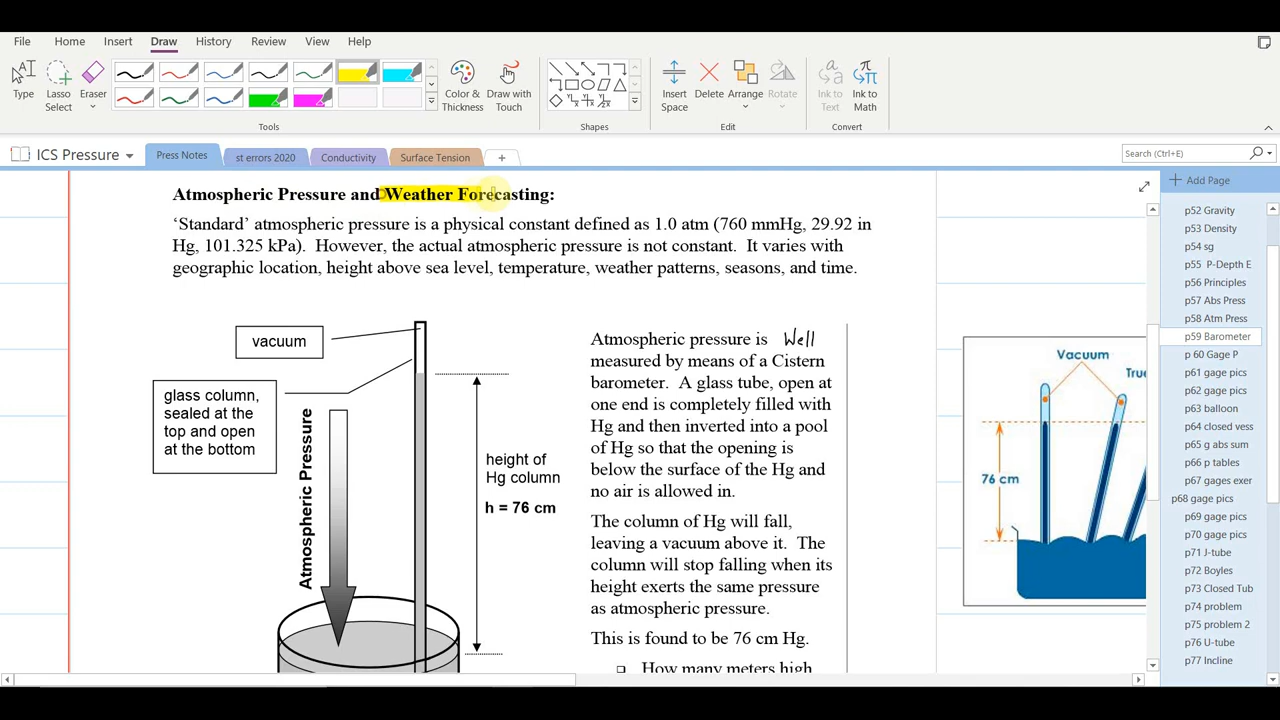 File Home Insert Draw History Review View Help
Type
Lasso Select
Eraser
Color & Thickness
Draw with Touch
Insert Space
Delete
Arrange
Rotate
Ink to Text
Ink to Math
Tools
Shapes
Edit
Convert
ICS Pressure
Press Notes
st errors 2020
Conductivity
Surface Tension
+
Search (Ctrl+E)
Atmospheric Pressure and Weather Forecasting:
‘Standard’ atmospheric pressure is a physical constant defined as 1.0 atm (760 mmHg, 29.92 in
Hg, 101.325 kPa). However, the actual atmospheric pressure is not constant. It varies with
geographic location, height above sea level, temperature, weather patterns, seasons, and time.
vacuum
glass column,
sealed at the
top and open
at the bottom
Atmospheric Pressure
height of
Hg column
h = 76 cm
Atmospheric pressure is Well
measured by means of a Cistern
barometer. A glass tube, open at
one end is completely filled with
Hg and then inverted into a pool
of Hg so that the opening is
below the surface of the Hg and
no air is allowed in.
The column of Hg will fall,
leaving a vacuum above it. The
column will stop falling when its
height exerts the same pressure
as atmospheric pressure.
This is found to be 76 cm Hg.
How many meters high
Vacuum
True
76 cm
Add Page
p52 Gravity
p53 Density
p54 sg
p55 P-Depth E
p56 Principles
p57 Abs Press
p58 Atm Press
p59 Barometer
p 60 Gage P
p61 gage pics
p62 gage pics
p63 balloon
p64 closed vess
p65 g abs sum
p66 p tables
p67 gages exer
p68 gage pics
p69 gage pics
p70 gage pics
p71 J-tube
p72 Boyles
p73 Closed Tub
p74 problem
p75 problem 2
p76 U-tube
p77 Incline